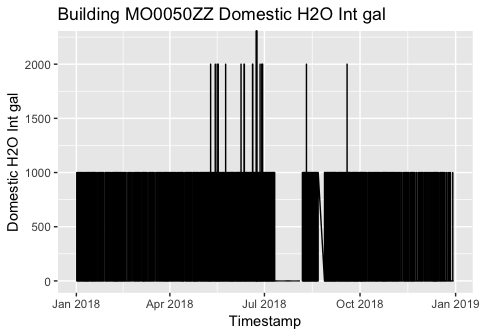 Building MO0050ZZ Domestic H2O Int gal
Domestic H2O Int gal
2000
1500
1000
500
0
Jan 2018
Apr 2018
Jul 2018
Oct 2018
Jan 2019
Timestamp